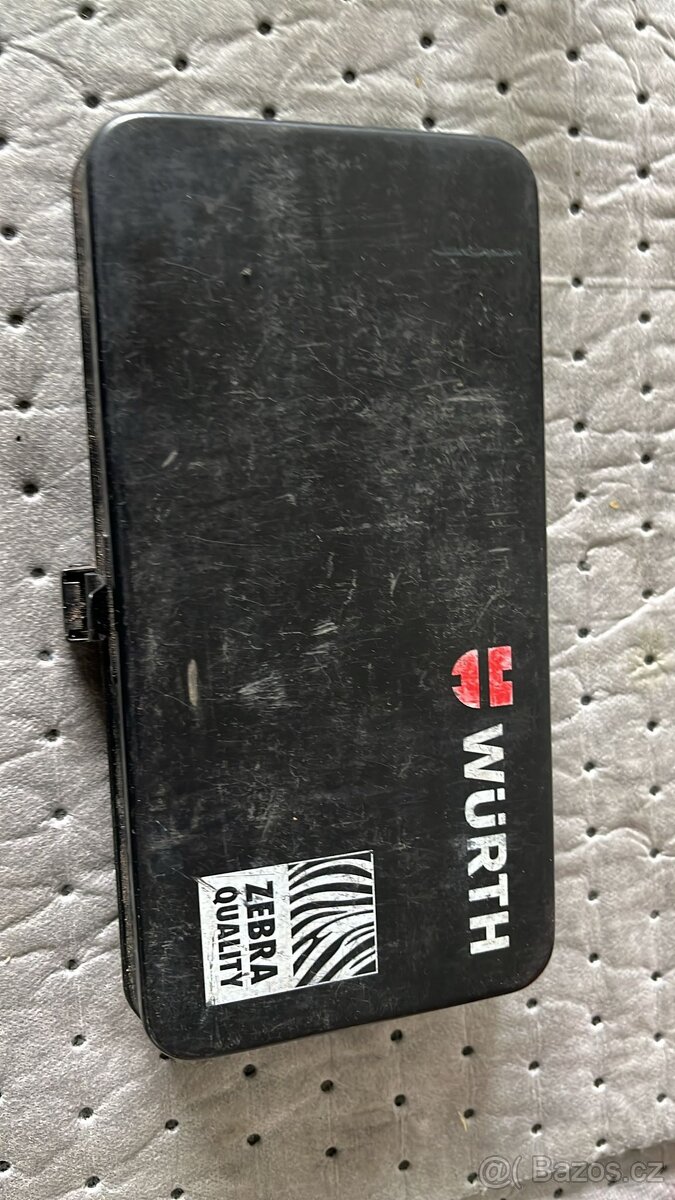 WÜRTH
ZEBRA
QUALITY
@( Bazos.cz